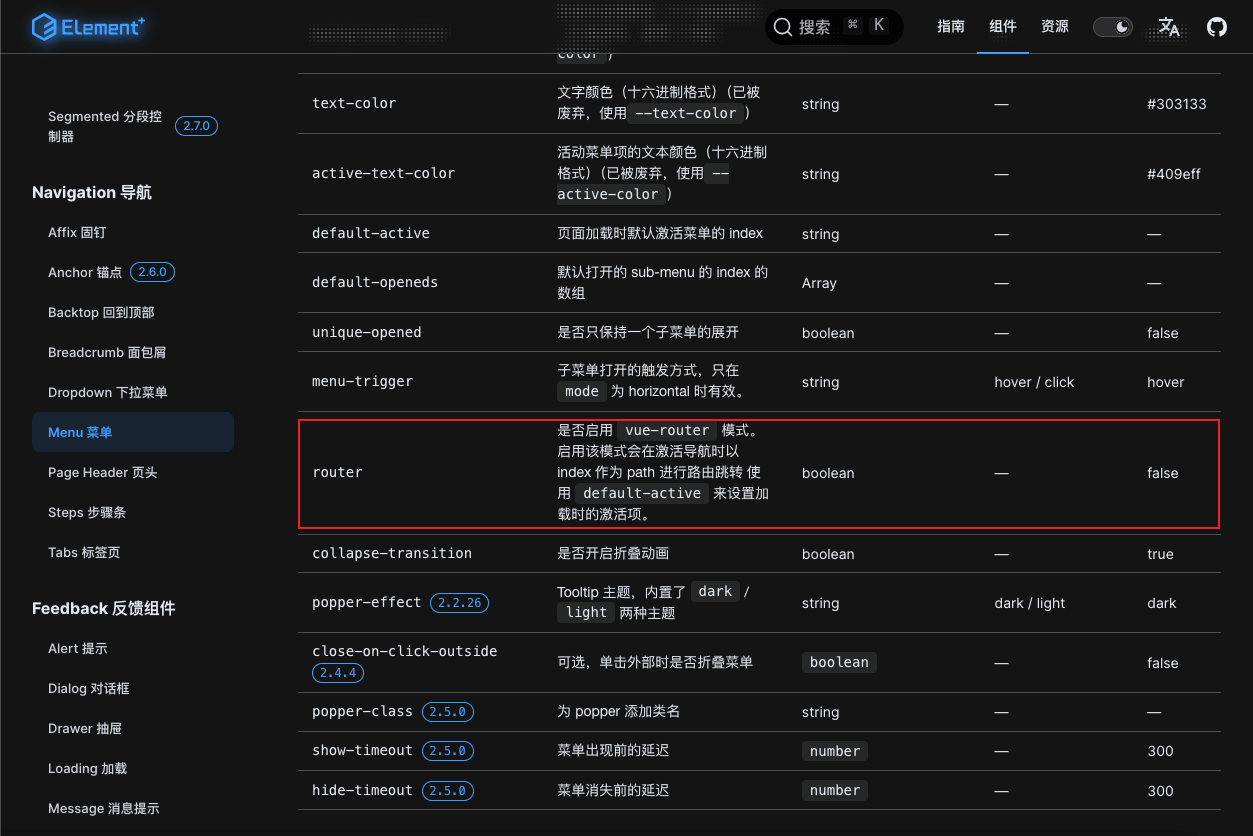 Element+
搜索 ⌘ K
指南 组件 资源
Segmented 分段控
制器
2.7.0
Navigation 导航
Affix 固钉
Anchor 锚点 2.6.0
Backtop 回到顶部
Breadcrumb 面包屑
Dropdown 下拉菜单
Menu 菜单
Page Header 页头
Steps 步骤条
Tabs 标签页
Feedback 反馈组件
Alert 提示
Dialog 对话框
Drawer 抽屉
Loading 加载
Message 消息提示
color )
text-color
文字颜色（十六进制格式）（已被
废弃，使用 --text-color ）
string — #303133
active-text-color
活动菜单项的文本颜色（十六进制
格式）（已被废弃，使用 --
active-color ）
string — #409eff
default-active 页面加载时默认激活菜单的 index string — —
default-openeds
默认打开的 sub-menu 的 index 的
数组
Array — —
unique-opened 是否只保持一个子菜单的展开 boolean — false
menu-trigger
子菜单打开的触发方式，只在
mode 为 horizontal 时有效。
string hover / click hover
router
是否启用 vue-router 模式。
启用该模式会在激活导航时以
index 作为 path 进行路由跳转 使
用 default-active 来设置加
载时的激活项。
boolean — false
collapse-transition 是否开启折叠动画 boolean — true
popper-effect 2.2.26
Tooltip 主题，内置了 dark /
light 两种主题
string dark / light dark
close-on-click-outside
2.4.4
可选，单击外部时是否折叠菜单 boolean — false
popper-class 2.5.0 为 popper 添加类名 string — —
show-timeout 2.5.0 菜单出现前的延迟 number — 300
hide-timeout 2.5.0 菜单消失前的延迟 number — 300